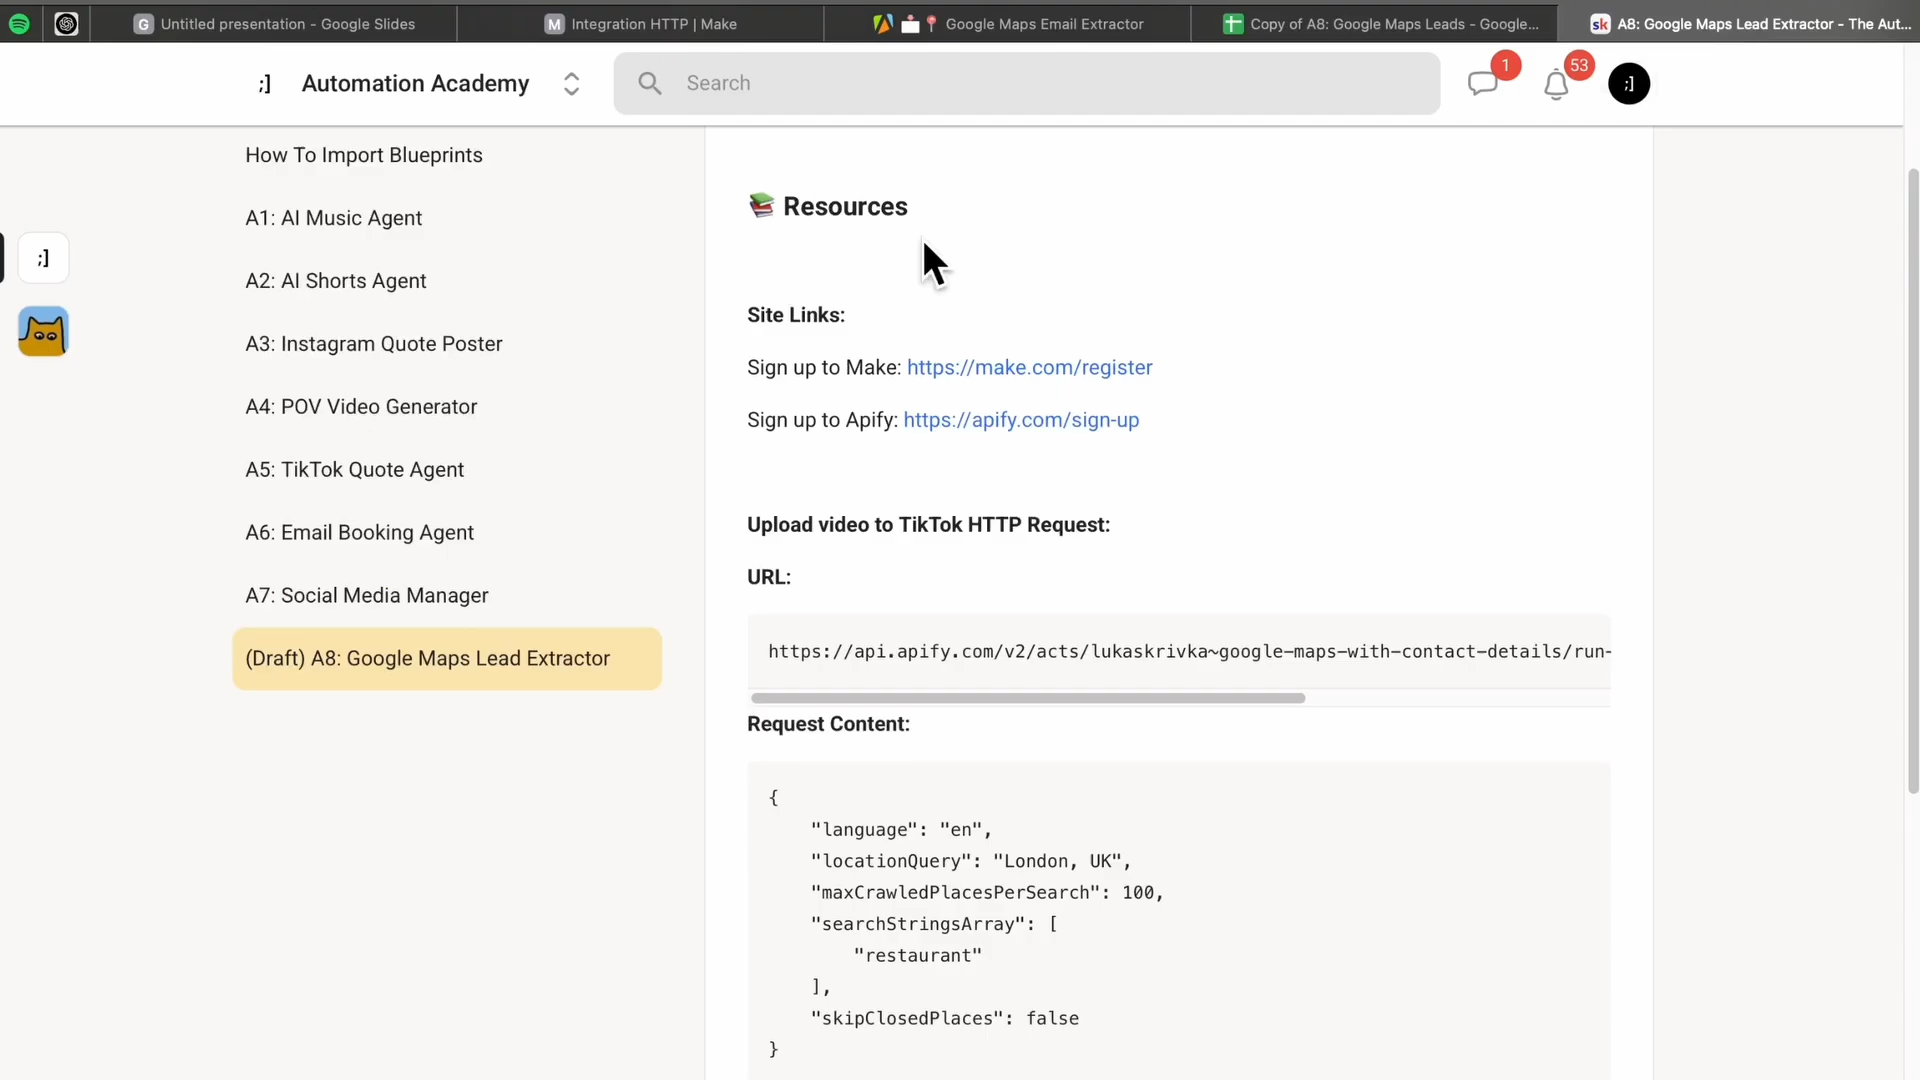 Untitled presentation - Google Slides
Integration HTTP | Make
Google Maps Email Extractor
Copy of A8: Google Maps Leads - Google...
A8: Google Maps Lead Extractor - The Aut...
;]
Automation Academy
Search
1
53
;]
How To Import Blueprints
A1: AI Music Agent
A2: AI Shorts Agent
A3: Instagram Quote Poster
A4: POV Video Generator
A5: TikTok Quote Agent
A6: Email Booking Agent
A7: Social Media Manager
(Draft) A8: Google Maps Lead Extractor
;]
Resources
Site Links:
Sign up to Make: https://make.com/register
Sign up to Apify: https://apify.com/sign-up
Upload video to TikTok HTTP Request:
URL:
https://api.apify.com/v2/acts/lukaskrivka~google-maps-with-contact-details/run-
Request Content:
{
"language": "en",
"locationQuery": "London, UK",
"maxCrawledPlacesPerSearch": 100,
"searchStringsArray": [
"restaurant"
],
"skipClosedPlaces": false
}